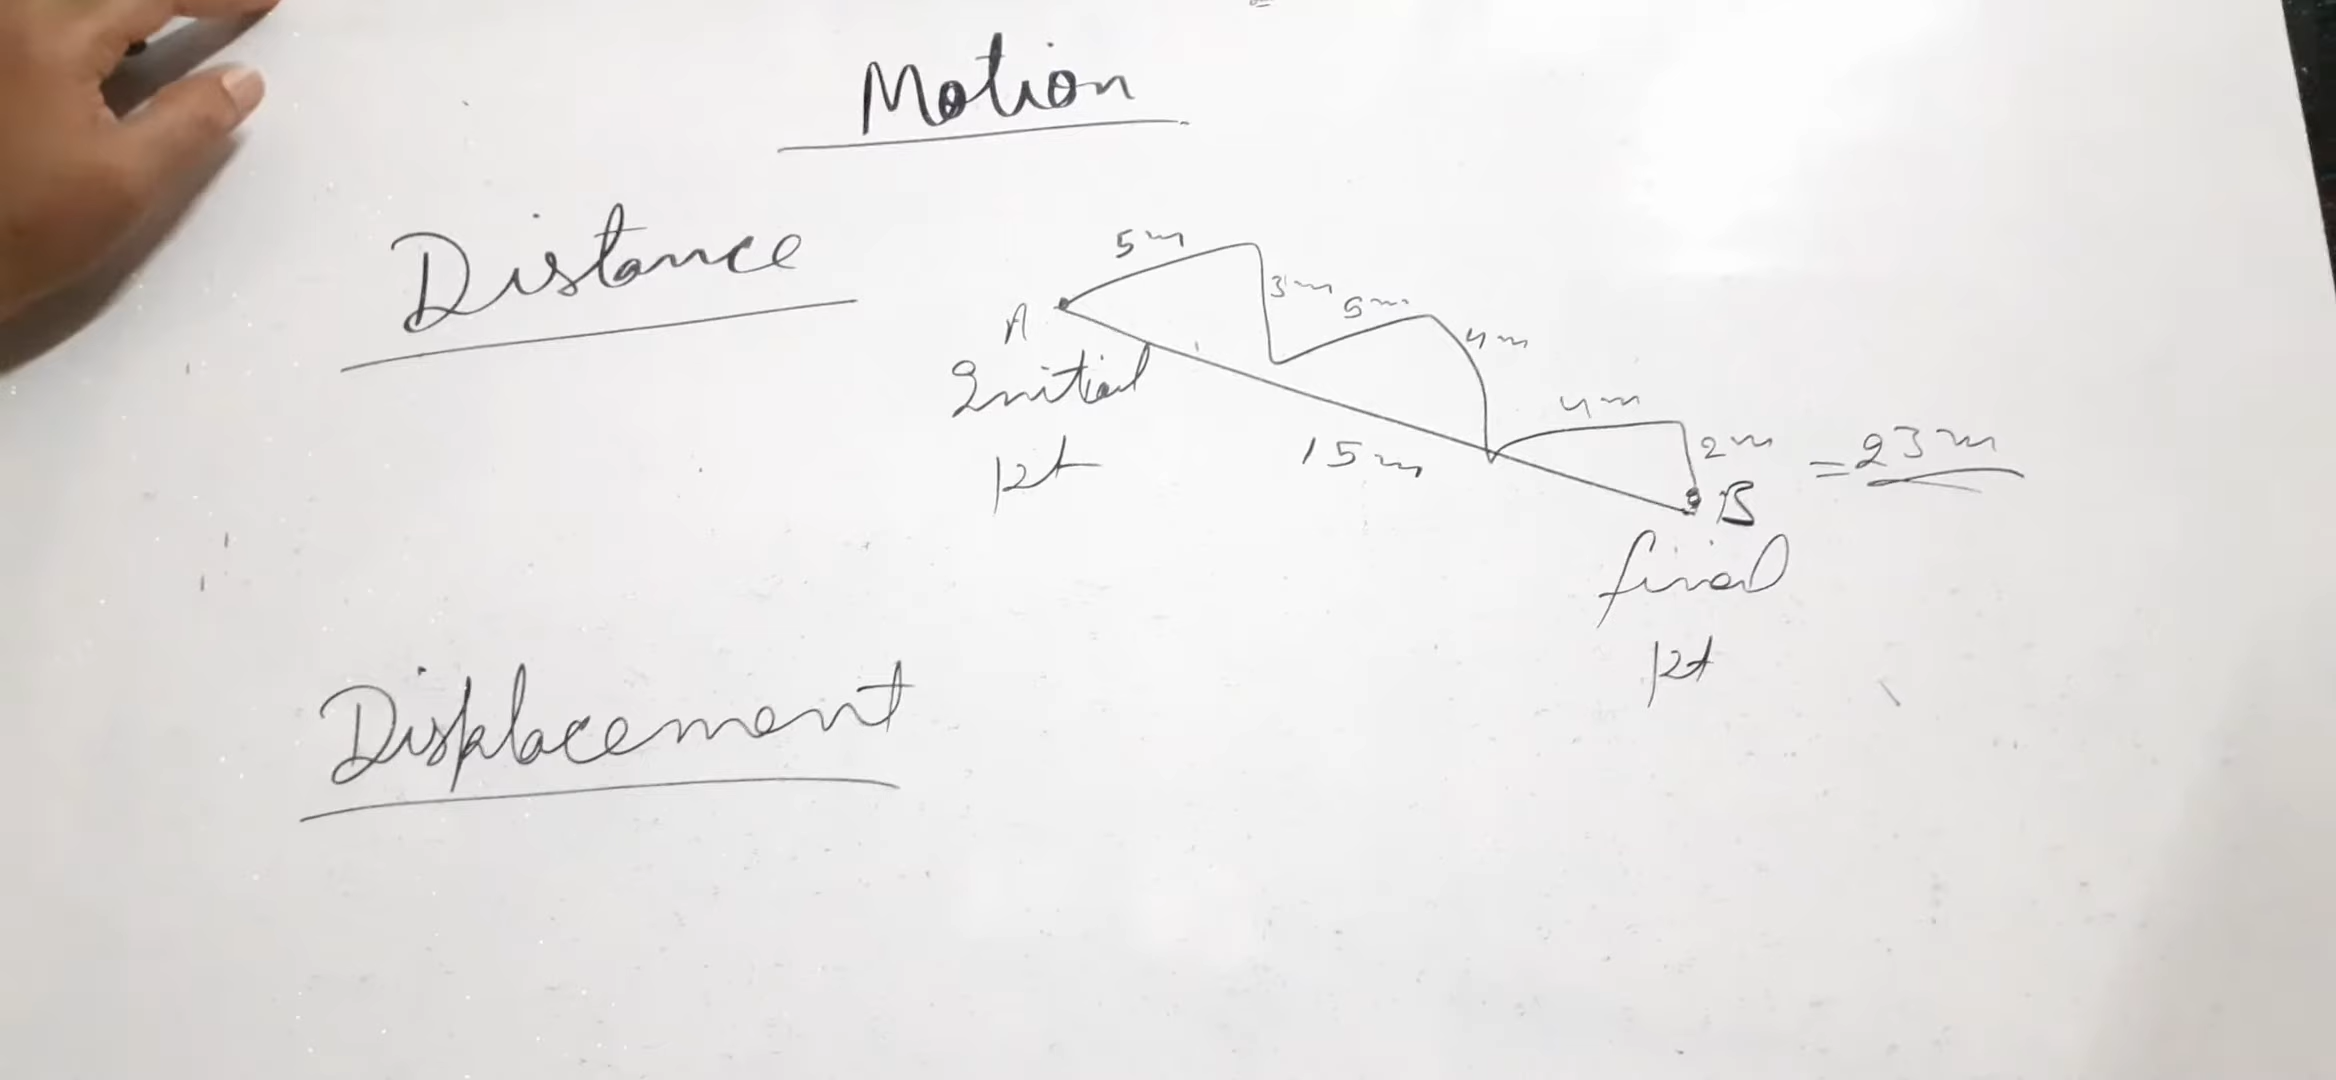 Motion
Distance
5m
3m
5m
4m
A
Initial
pt
15m
4m
2m
= 23m
B
final
pt
Displacement